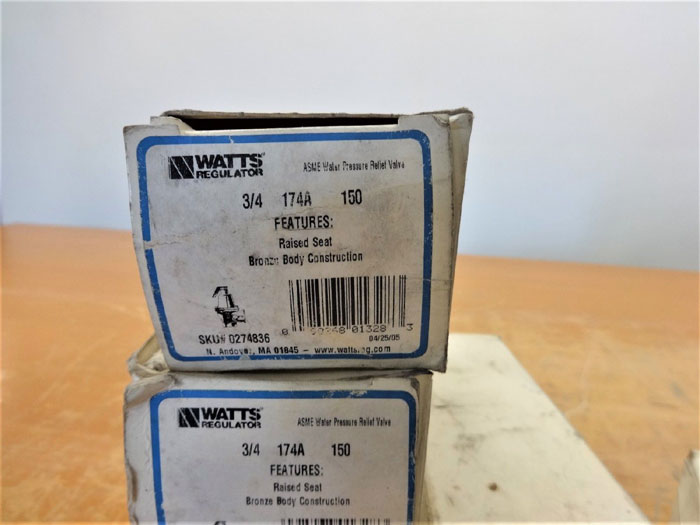 WATTS
REGULATOR
ASME Water Pressure Relief Valve
3/4 174A 150
FEATURES:
Raised Seat
Bronze Body Construction
SKU# 0274836
04/25/05
N. Andover, MA 01845 – www.wattsreg.com
WATTS
REGULATOR
ASME Water Pressure Relief Valve
3/4 174A 150
FEATURES:
Raised Seat
Bronze Body Construction